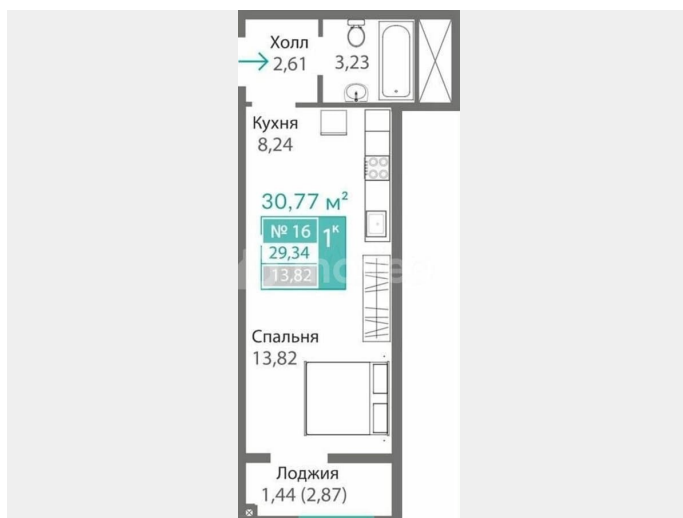 Холл
2,61
3,23
Кухня
8,24
30,77 м²
№ 16
1к
29,34
13,82
Спальня
13,82
Лоджия
1,44 (2,87)